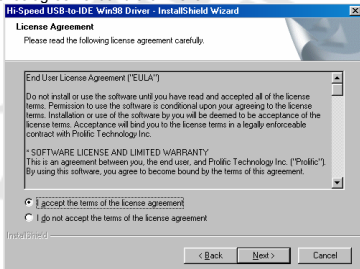 Hi-Speed USB-to-IDE Win98 Driver - InstallShield Wizard
License Agreement
Please read the following license agreement carefully.
End User License Agreement ("EULA")
Do not install or use the software until you have read and accepted all of the license
terms. Permission to use the software is conditional upon your agreeing to the license
terms. Installation or use of the software by you will be deemed to be acceptance of the
license terms. Acceptance will bind you to the license terms in a legally enforceable
contract with Prolific Technology Inc.
* SOFTWARE LICENSE AND LIMITED WARRANTY
This is an agreement between you, the end user, and Prolific Technology Inc. ("Prolific").
By using this software, you agree to become bound by the terms of this agreement.
I accept the terms of the license agreement
I do not accept the terms of the license agreement
InstallShield
< Back Next > Cancel